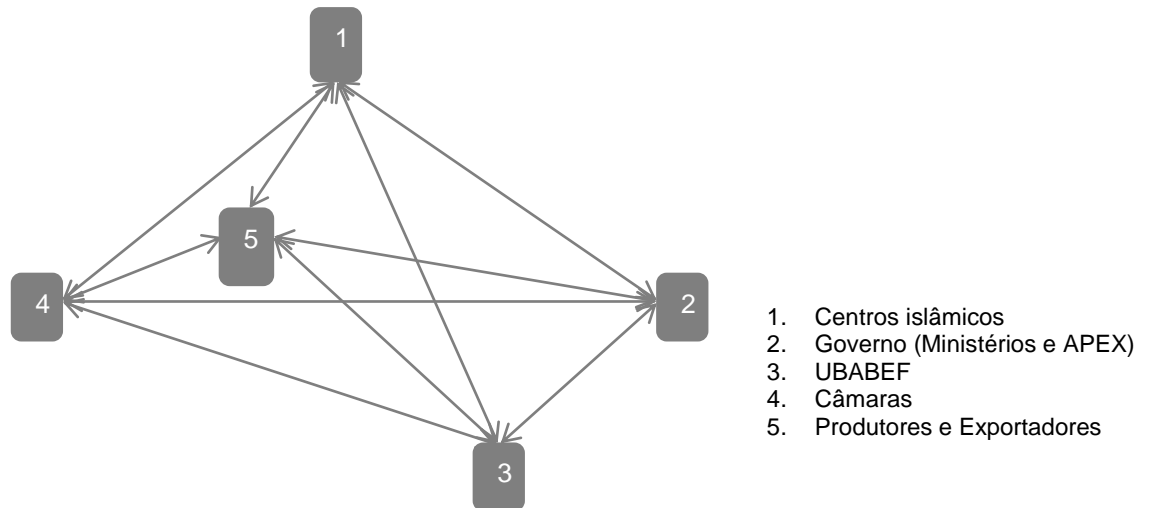 1
5
4
2
3
1. Centros islâmicos
2. Governo (Ministérios e APEX)
3. UBABEF
4. Câmaras
5. Produtores e Exportadores